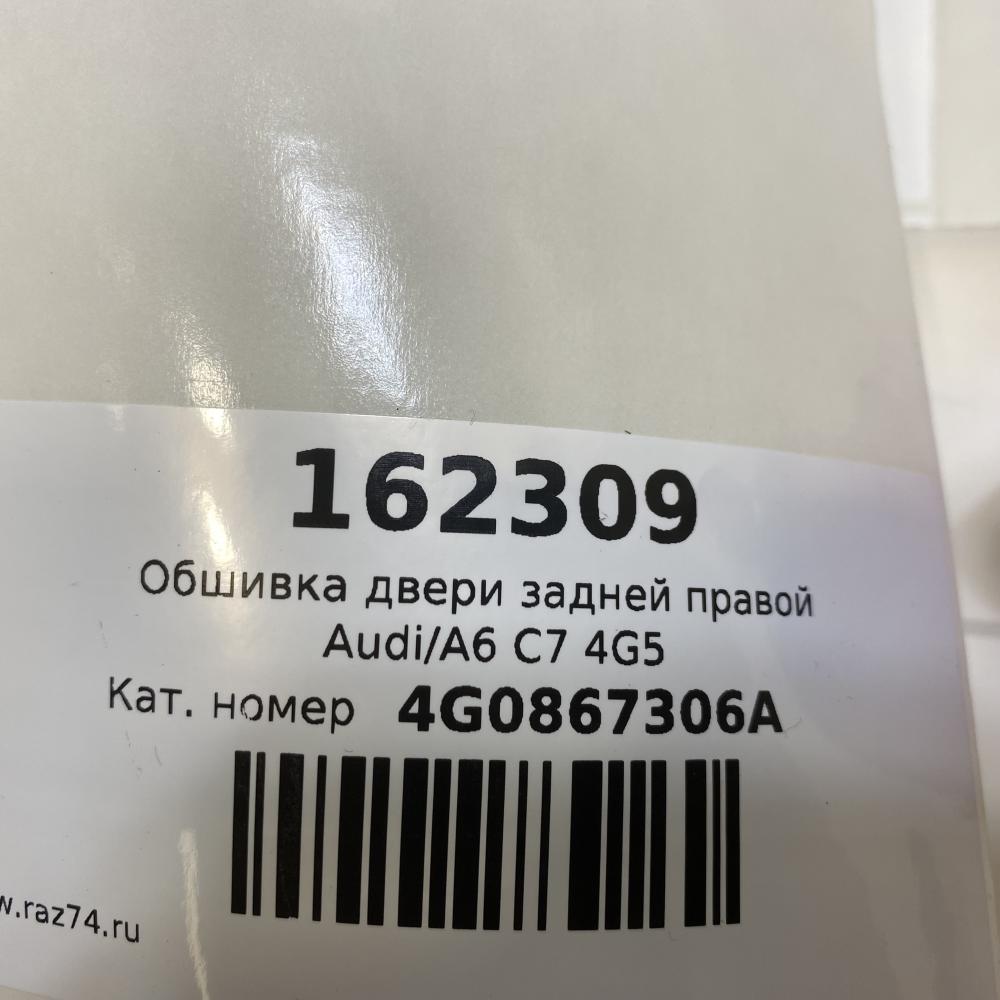 162309
Обшивка двери задней правой
Audi/A6 C7 4G5
Кат. номер 4G0867306A
w.raz74.ru